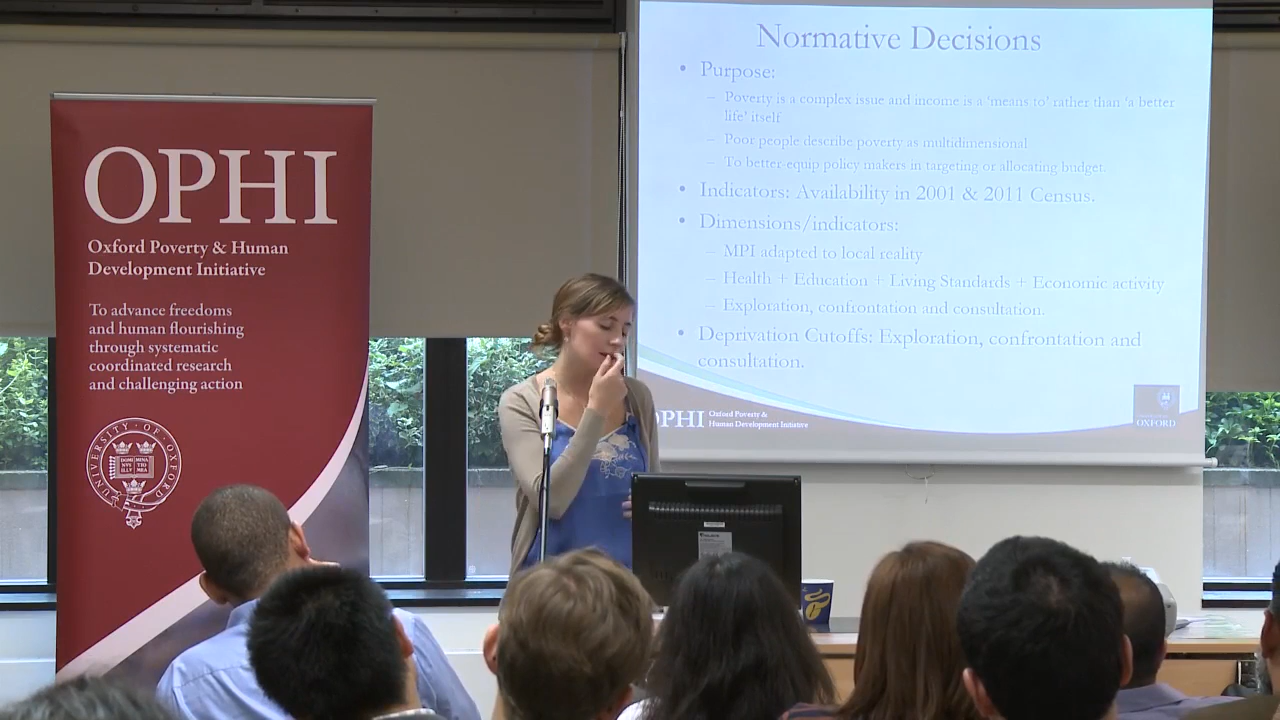 OPHI
Oxford Poverty & Human
Development Initiative
To advance freedoms
and human flourishing
through systematic
coordinated research
and challenging action
UNIVERSITY OF OXFORD
Normative Decisions
• Purpose:
– Poverty is a complex issue and income is a ‘means to’ rather than ‘a better
life’ itself
– Poor people describe poverty as multidimensional
– To better equip policy makers in targeting or allocating budget.
• Indicators: Availability in 2001 & 2011 Census.
• Dimensions/indicators:
– MPI adapted to local reality
– Health + Education + Living Standards + Economic activity
– Exploration, confrontation and consultation.
• Deprivation Cutoffs: Exploration, confrontation and
consultation.
OPHI
Oxford Poverty &
Human Development Initiative
OXFORD